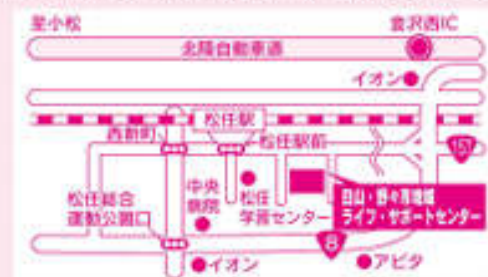 至小松
金沢西IC
北陸自動車道
イオン
松任駅
西新町
松任駅前
157
松任総合
運動公園口
中央
病院
松任
学習センター
白山・野々市地域
ライフ・サポートセンター
8
イオン
アピタ